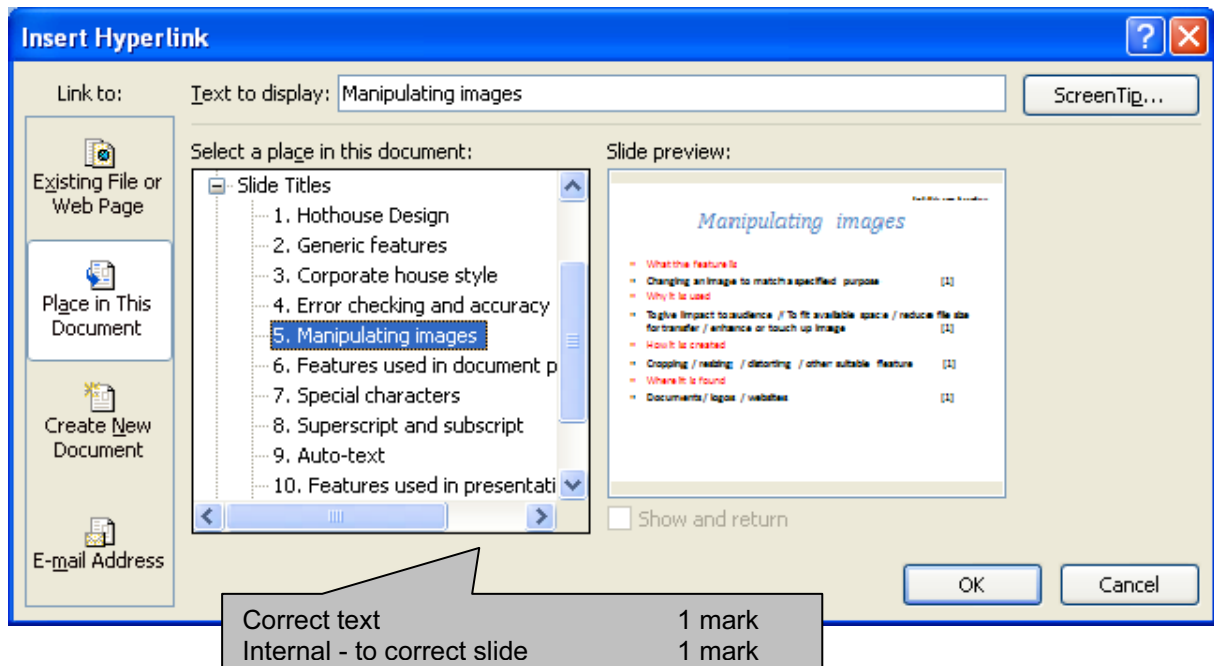 Insert Hyperlink
Link to:
Text to display: Manipulating images
ScreenTip...
Existing File or
Web Page
Place in This
Document
Create New
Document
E-mail Address
Select a place in this document:
Slide Titles
1. Hothouse Design
2. Generic features
3. Corporate house style
4. Error checking and accuracy
5. Manipulating images
6. Features used in document p
7. Special characters
8. Superscript and subscript
9. Auto-text
10. Features used in presentati
Slide preview:
Manipulating images
What the feature is
Changing an image to match a specified purpose [1]
Why it is used
To give impact to audience // To fit available space / reduce file size
for transfer / enhance or touch up image [1]
How it is created
Cropping / resizing / distorting / other suitable feature [1]
Where it is found
Documents / logos / websites [1]
Show and return
OK
Cancel
Correct text 1 mark
Internal - to correct slide 1 mark